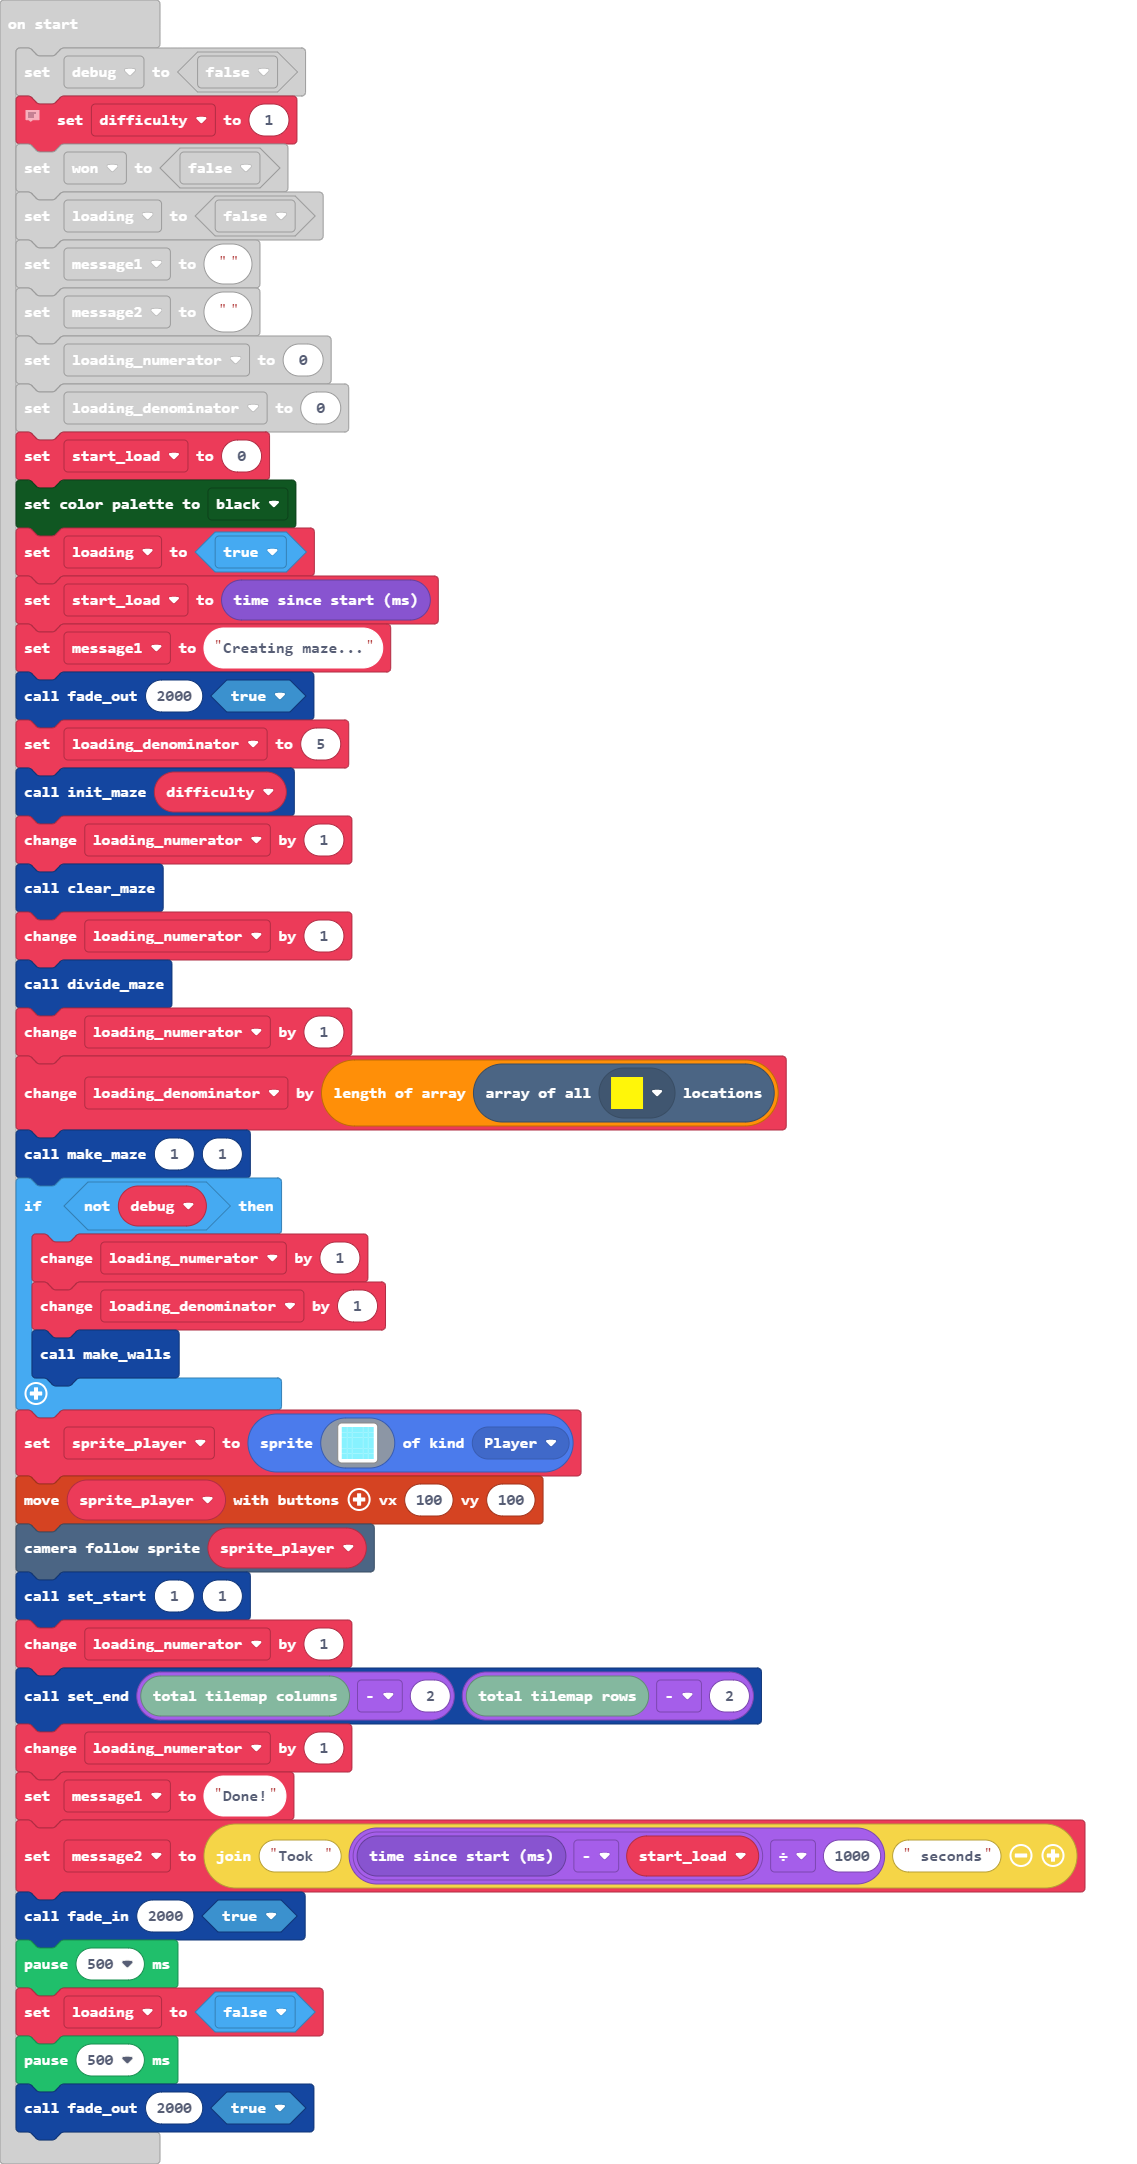 on start
set debug to false
set difficulty to 1
set won to false
set loading to false
set message1 to " "
set message2 to " "
set loading_numerator to 0
set loading_denominator to 0
set start_load to 0
set color palette to black
set loading to true
set start_load to time since start (ms)
set message1 to "Creating maze..."
call fade_out 2000 true
set loading_denominator to 5
call init_maze difficulty
change loading_numerator by 1
call clear_maze
change loading_numerator by 1
call divide_maze
change loading_numerator by 1
change loading_denominator by length of array array of all locations
call make_maze 1 1
if not debug then
change loading_numerator by 1
change loading_denominator by 1
call make_walls
set sprite_player to sprite of kind Player
move sprite_player with buttons + vx 100 vy 100
camera follow sprite sprite_player
call set_start 1 1
change loading_numerator by 1
call set_end total tilemap columns - 2 total tilemap rows - 2
change loading_numerator by 1
set message1 to "Done!"
set message2 to join "Took " time since start (ms) - start_load ÷ 1000 " seconds" - +
call fade_in 2000 true
pause 500 ms
set loading to false
pause 500 ms
call fade_out 2000 true